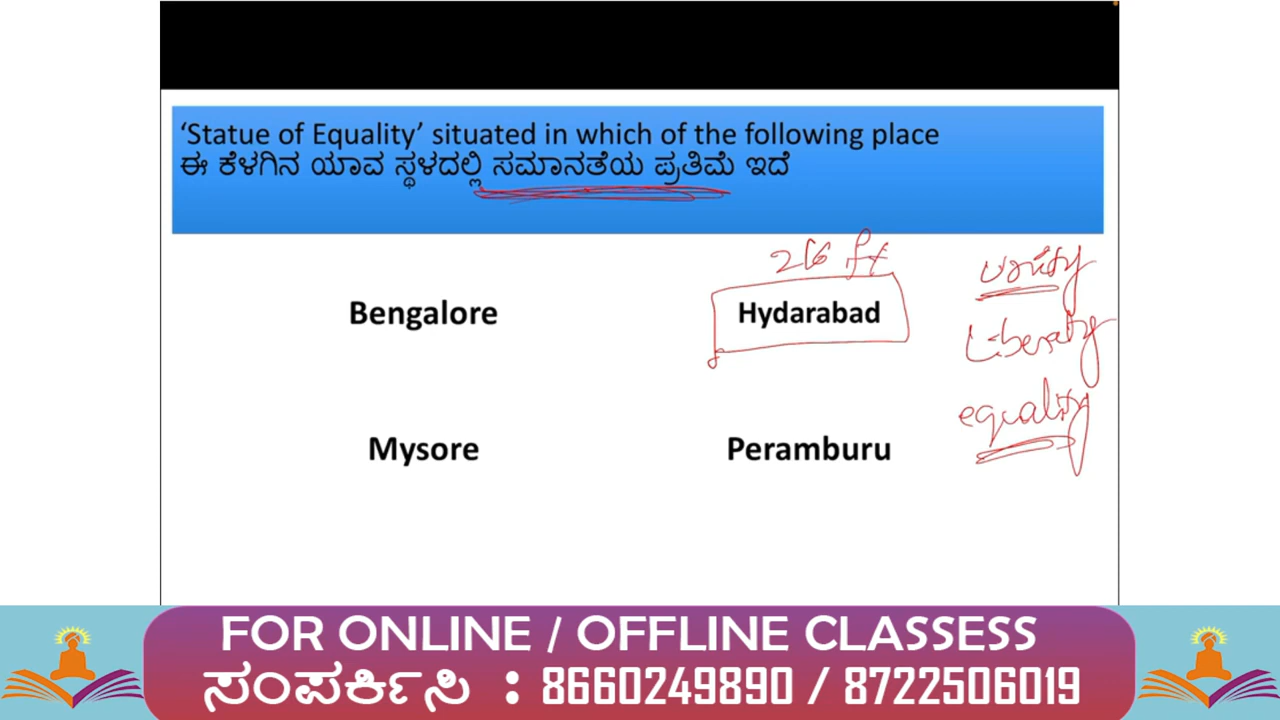 ‘Statue of Equality’ situated in which of the following place
ಈ ಕೆಳಗಿನ ಯಾವ ಸ್ಥಳದಲ್ಲಿ ಸಮಾನತೆಯ ಪ್ರತಿಮೆ ಇದೆ
216 ft
unity
Bengalore
Hydarabad
Liberty
equality
Mysore
Peramburu
FOR ONLINE / OFFLINE CLASSESS
ಸಂಪರ್ಕಿಸಿ : 8660249890 / 8722506019